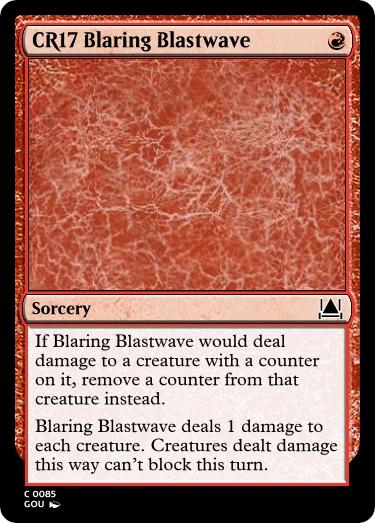 CR17 Blaring Blastwave
Sorcery
If Blaring Blastwave would deal
damage to a creature with a counter
on it, remove a counter from that
creature instead.
Blaring Blastwave deals 1 damage to
each creature. Creatures dealt damage
this way can't block this turn.
C 0085
GOU